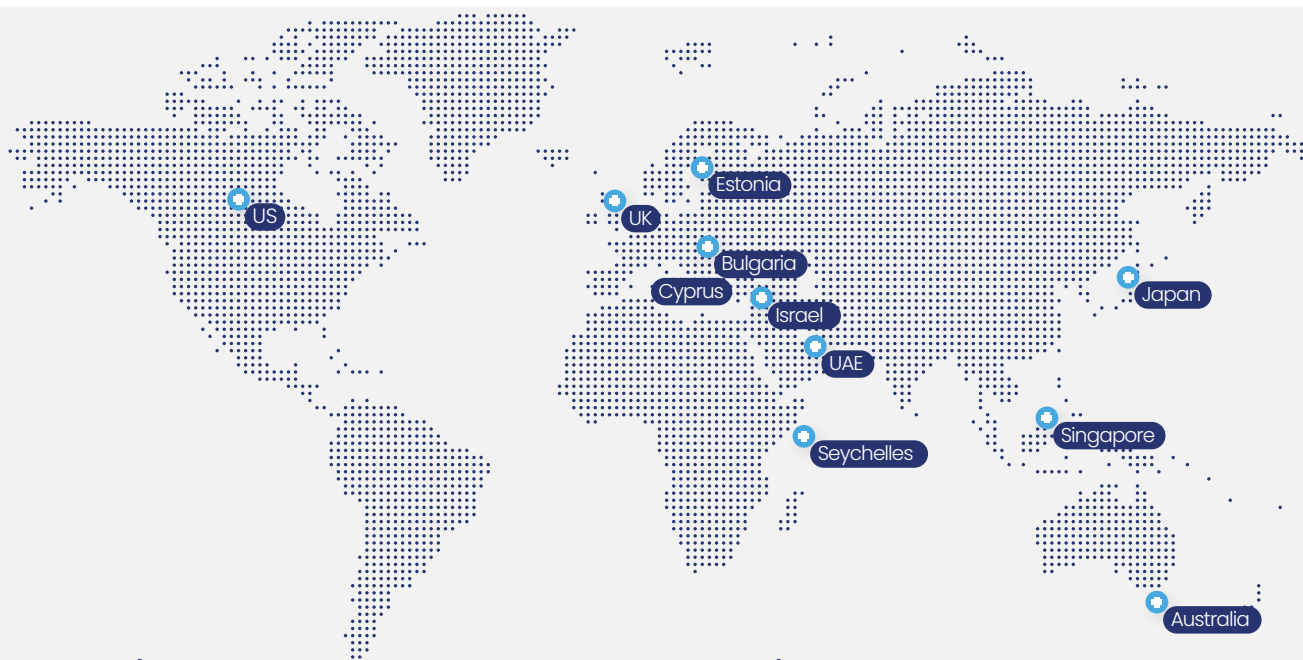 Estonia
US
UK
Bulgaria
Cyprus
Japan
Israel
UAE
Singapore
Seychelles
Australia